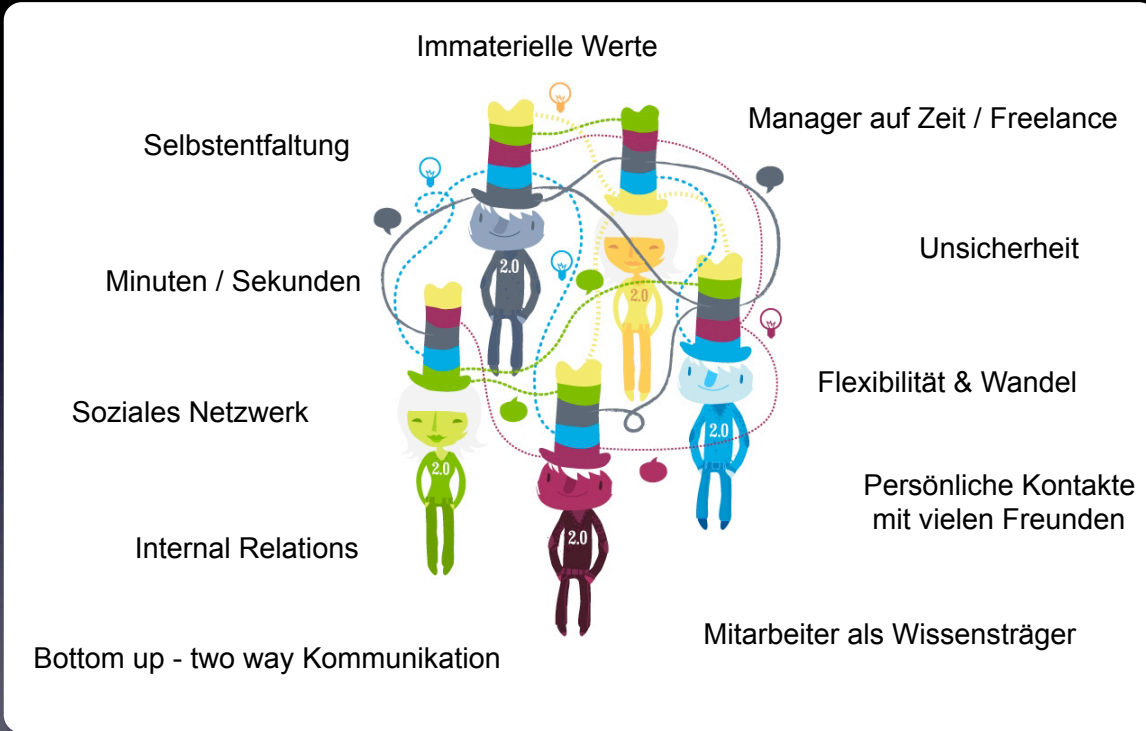 Immaterielle Werte
Manager auf Zeit / Freelance
Selbstentfaltung
Unsicherheit
Minuten / Sekunden
2.0
2.0
Flexibilität & Wandel
Soziales Netzwerk
2.0
2.0
Persönliche Kontakte
mit vielen Freunden
2.0
Internal Relations
Mitarbeiter als Wissensträger
Bottom up - two way Kommunikation